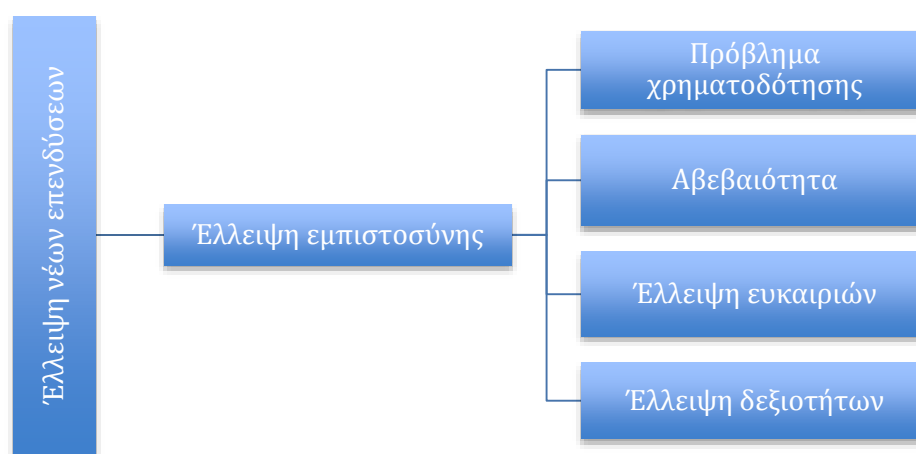 Έλλειψη νέων επενδύσεων
Έλλειψη εμπιστοσύνης
Πρόβλημα
χρηματοδότησης
Αβεβαιότητα
Έλλειψη ευκαιριών
Έλλειψη δεξιοτήτων